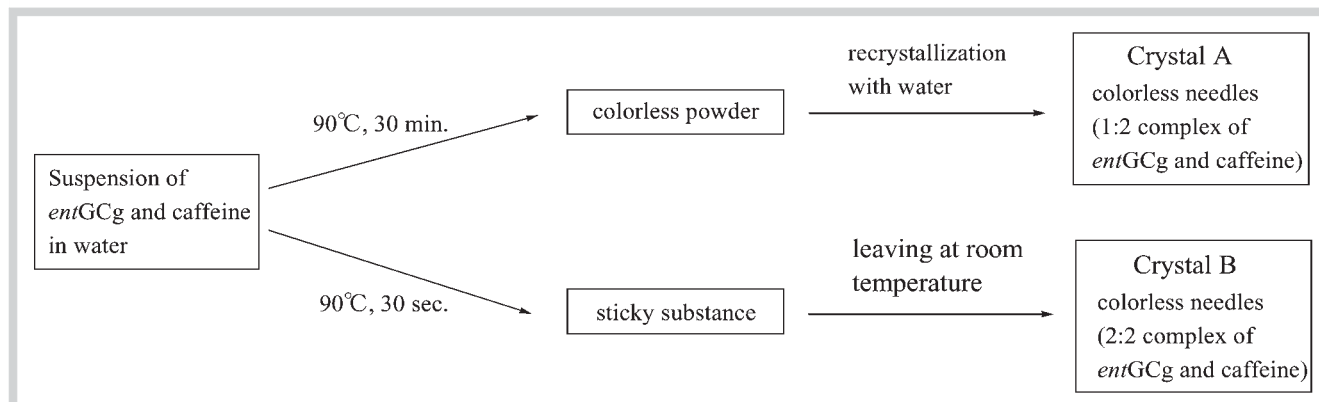 Suspension of
entGCg and caffeine
in water
90℃, 30 min.
colorless powder
recrystallization
with water
Crystal A
colorless needles
(1:2 complex of
entGCg and caffeine)
90℃, 30 sec.
sticky substance
leaving at room
temperature
Crystal B
colorless needles
(2:2 complex of
entGCg and caffeine)